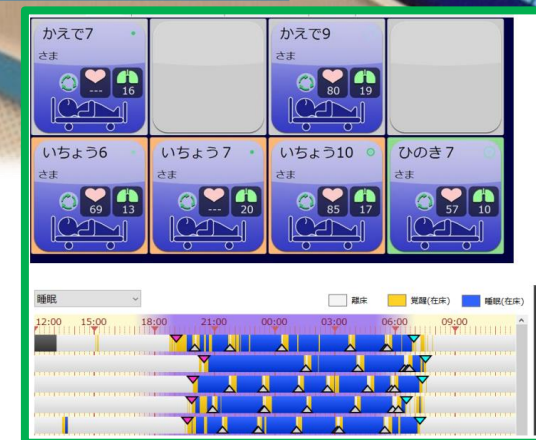 かえで7
さま
--- 16
かえで9
さま
80 19
いちょう6
さま
69 13
いちょう7
さま
--- 20
いちょう10
さま
85 17
ひのき7
さま
57 10
睡眠
離床 覚醒(在床) 睡眠(在床)
12:00 15:00 18:00 21:00 00:00 03:00 06:00 09:00